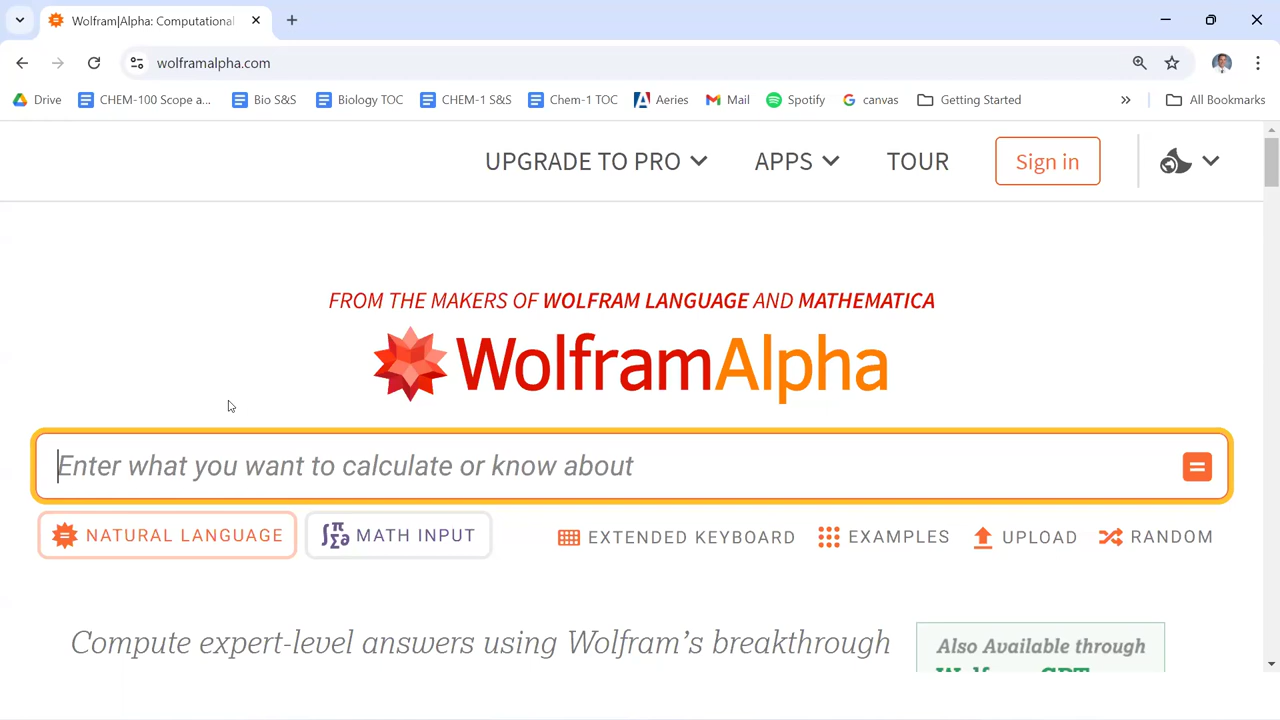 Wolfram|Alpha: Computational
wolframalpha.com
Drive
CHEM-100 Scope a...
Bio S&S
Biology TOC
CHEM-1 S&S
Chem-1 TOC
Aeries
Mail
Spotify
canvas
Getting Started
All Bookmarks
UPGRADE TO PRO
APPS
TOUR
Sign in
FROM THE MAKERS OF WOLFRAM LANGUAGE AND MATHEMATICA
WolframAlpha
Enter what you want to calculate or know about
NATURAL LANGUAGE
MATH INPUT
EXTENDED KEYBOARD
EXAMPLES
UPLOAD
RANDOM
Compute expert-level answers using Wolfram's breakthrough
Also Available through